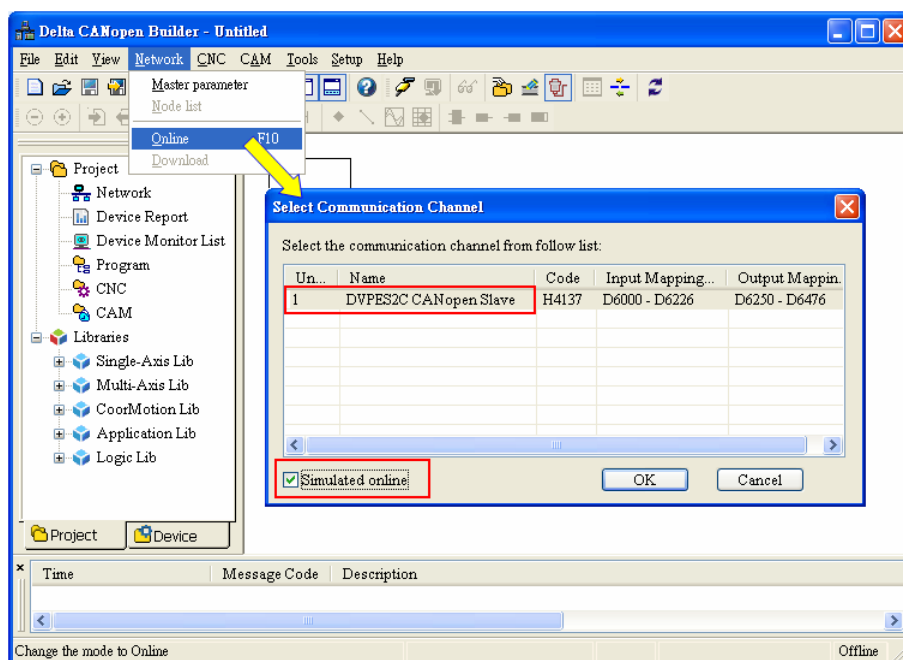 Delta CANopen Builder - Untitled
File Edit View Network CNC CAM Tools Setup Help
Master parameter
Node list
Online F10
Download
Project
Network
Device Report
Device Monitor List
Program
CNC
CAM
Libraries
Single-Axis Lib
Multi-Axis Lib
CoorMotion Lib
Application Lib
Logic Lib
Select Communication Channel
Select the communication channel from follow list:
Un... Name Code Input Mapping... Output Mappin.
1 DVPES2C CANopen Slave H4137 D6000 - D6226 D6250 - D6476
Simulated online OK Cancel
Project Device
Time Message Code Description
Change the mode to Online Offline